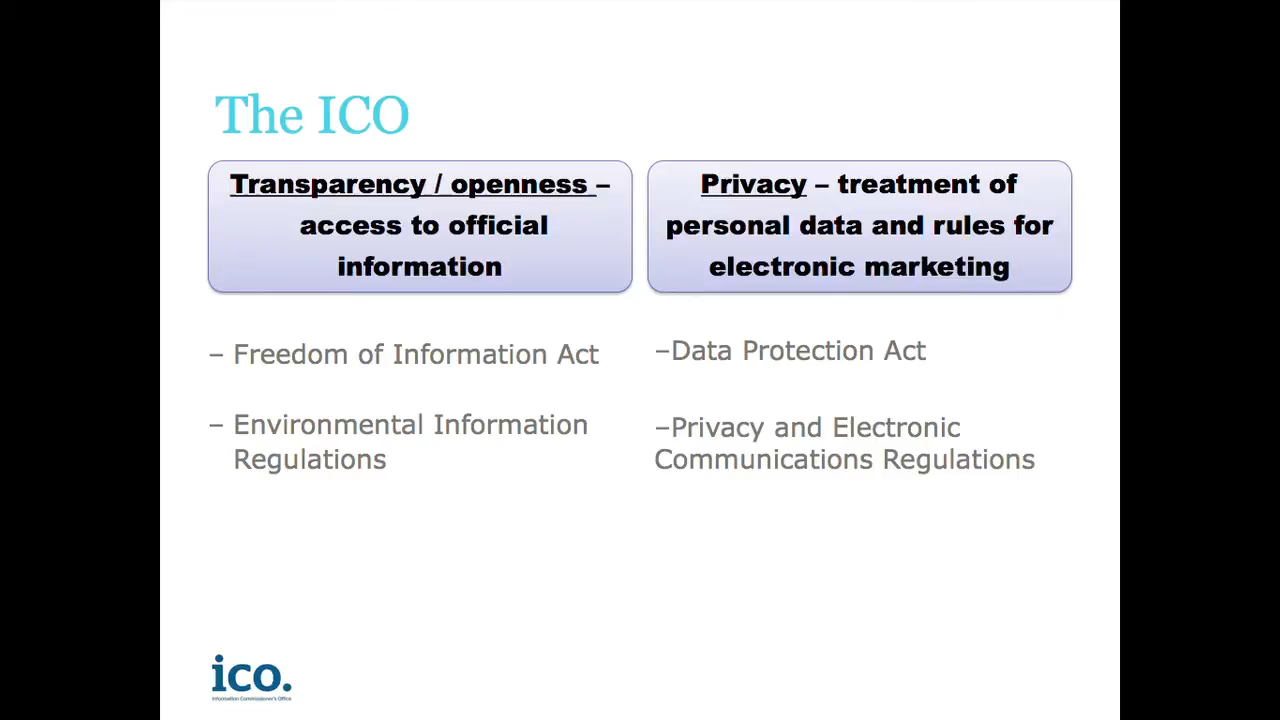 The ICO
Transparency / openness –
access to official
information
Privacy – treatment of
personal data and rules for
electronic marketing
– Freedom of Information Act
– Environmental Information
Regulations
–Data Protection Act
–Privacy and Electronic
Communications Regulations
ico.
Information Commissioner's Office